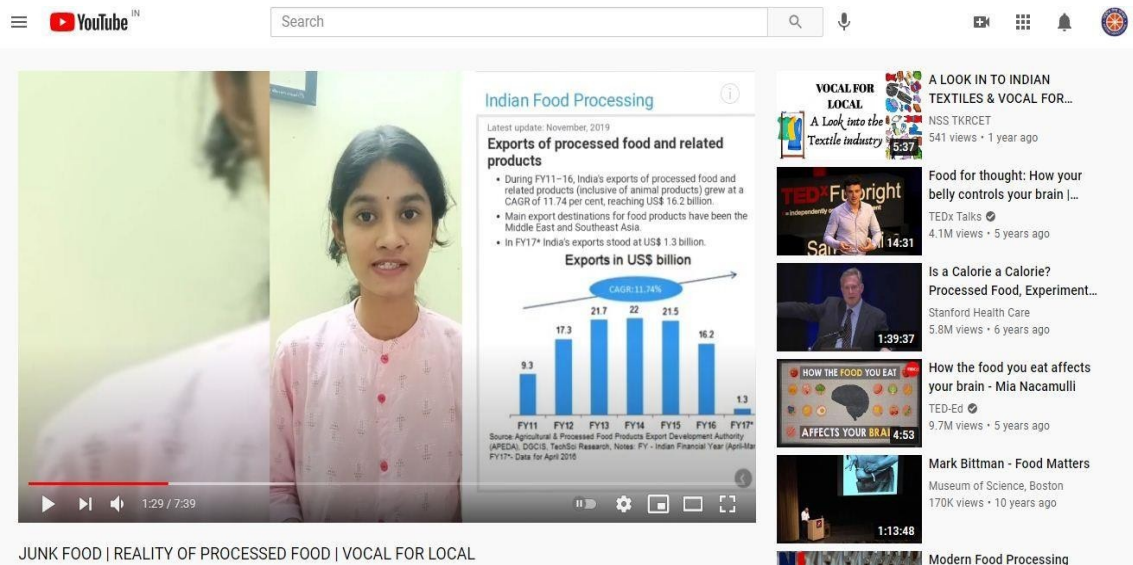 YouTube IN
Search
Indian Food Processing
Latest update: November, 2019
Exports of processed food and related
products
• During FY11–16, India's exports of processed food and
related products (inclusive of animal products) grew at a
CAGR of 11.74 per cent, reaching US$ 16.2 billion.
• Main export destinations for food products have been the
Middle East and Southeast Asia.
• In FY17* India's exports stood at US$ 1.3 billion.
Exports in US$ billion
CAGR:11.74%
9.3 17.3 21.7 22 21.5 16.2 1.3
FY11 FY12 FY13 FY14 FY15 FY16 FY17*
Source: Agricultural & Processed Food Products Export Development Authority
(APEDA), DGCIS, TechSci Research, Notes: FY - Indian Financial Year (April-Mar
FY17*- Data for April 2016
1:29 / 7:39
JUNK FOOD | REALITY OF PROCESSED FOOD | VOCAL FOR LOCAL
VOCAL FOR
LOCAL
A Look into the
Textile industry
5:37
A LOOK IN TO INDIAN
TEXTILES & VOCAL FOR...
NSS TKRCET
541 views • 1 year ago
TEDx Fulbright
14:31
Food for thought: How your
belly controls your brain |...
TEDx Talks
4.1M views • 5 years ago
1:39:37
Is a Calorie a Calorie?
Processed Food, Experiment...
Stanford Health Care
5.8M views • 6 years ago
HOW THE FOOD YOU EAT
AFFECTS YOUR BRAI
4:53
How the food you eat affects
your brain - Mia Nacamulli
TED-Ed
9.7M views • 5 years ago
1:13:48
Mark Bittman - Food Matters
Museum of Science, Boston
170K views • 10 years ago
Modern Food Processing